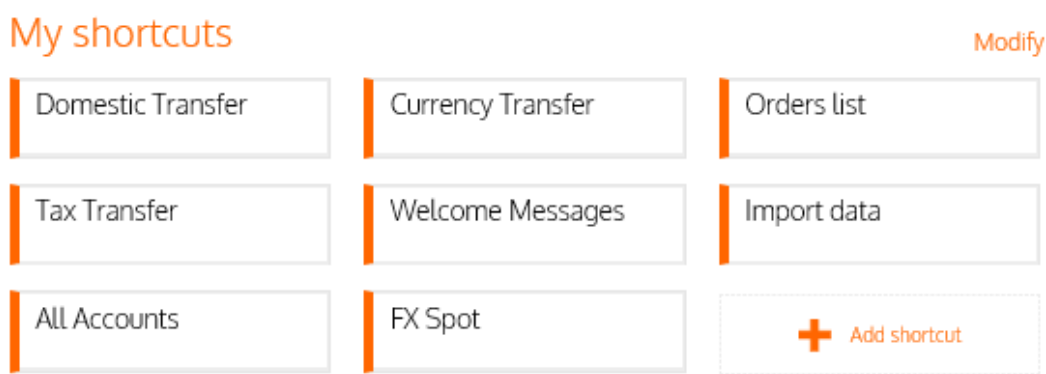 My shortcuts
Modify
Domestic Transfer
Currency Transfer
Orders list
Tax Transfer
Welcome Messages
Import data
All Accounts
FX Spot
Add shortcut